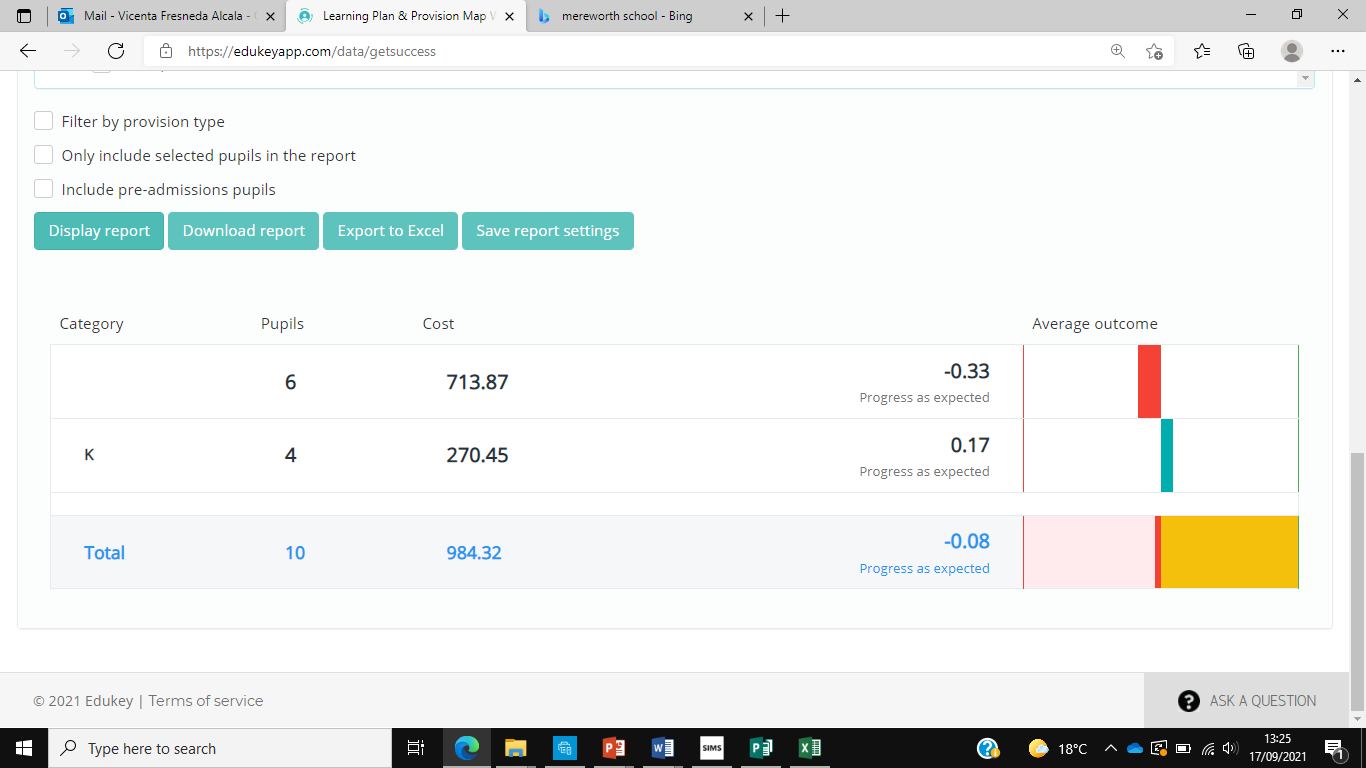 Mail - Vicenta Fresneda Alcala -
Learning Plan & Provision Map
mereworth school - Bing
https://edukeyapp.com/data/getsuccess
Filter by provision type
Only include selected pupils in the report
Include pre-admissions pupils
Display report Download report Export to Excel Save report settings
Category Pupils Cost Average outcome
6 713.87 -0.33
Progress as expected
K 4 270.45 0.17
Progress as expected
Total 10 984.32 -0.08
Progress as expected
© 2021 Edukey | Terms of service
? ASK A QUESTION
Type here to search
SIMS
18°C
13:25
17/09/2021
1